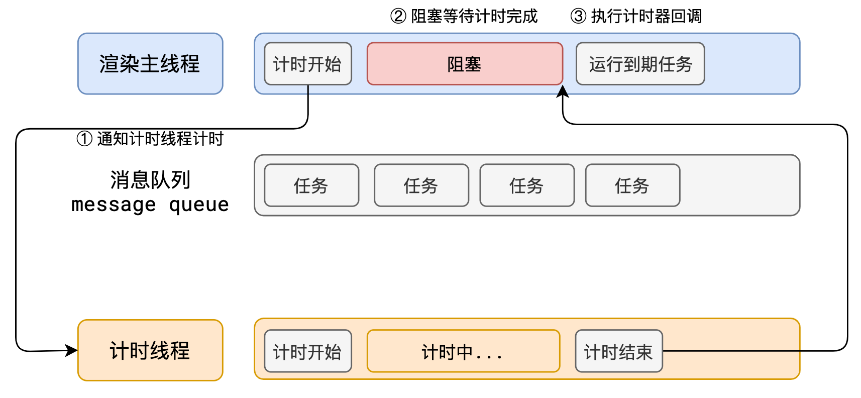 ② 阻塞等待计时完成
③ 执行计时器回调
渲染主线程
计时开始
阻塞
运行到期任务
① 通知计时线程计时
消息队列
message queue
任务
任务
任务
任务
计时线程
计时开始
计时中...
计时结束